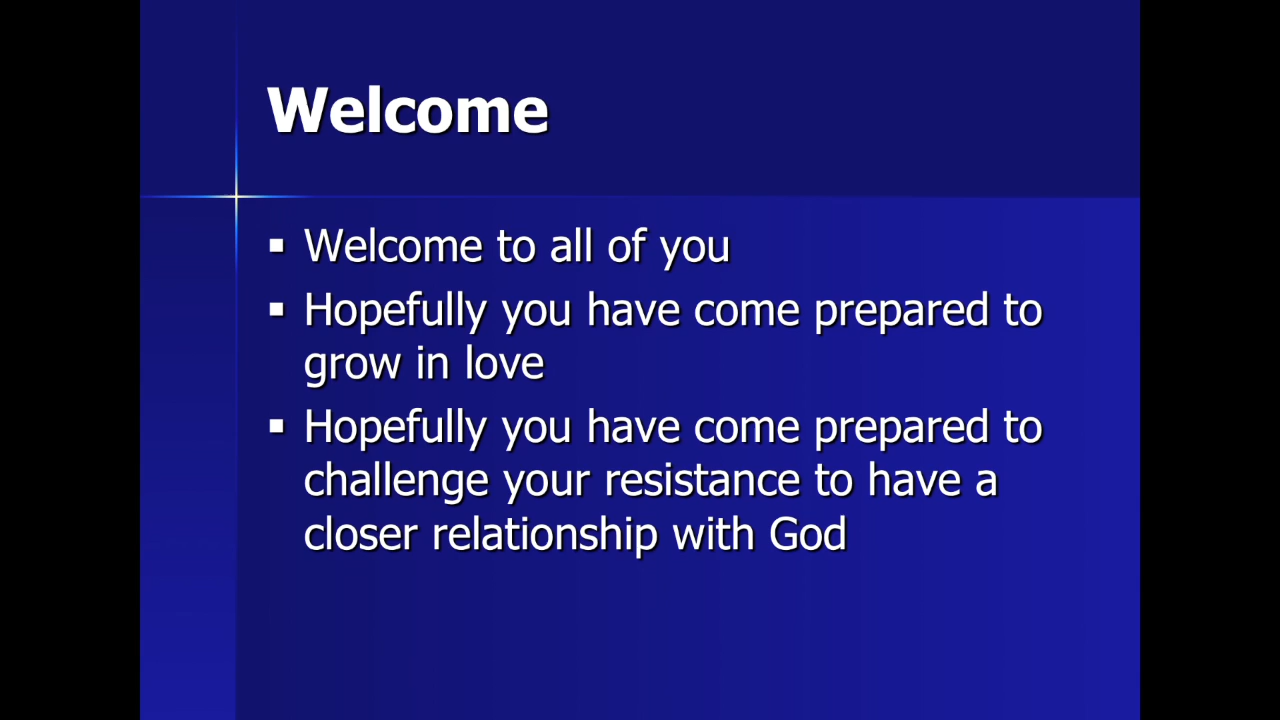 Welcome
▪ Welcome to all of you
▪ Hopefully you have come prepared to
grow in love
▪ Hopefully you have come prepared to
challenge your resistance to have a
closer relationship with God